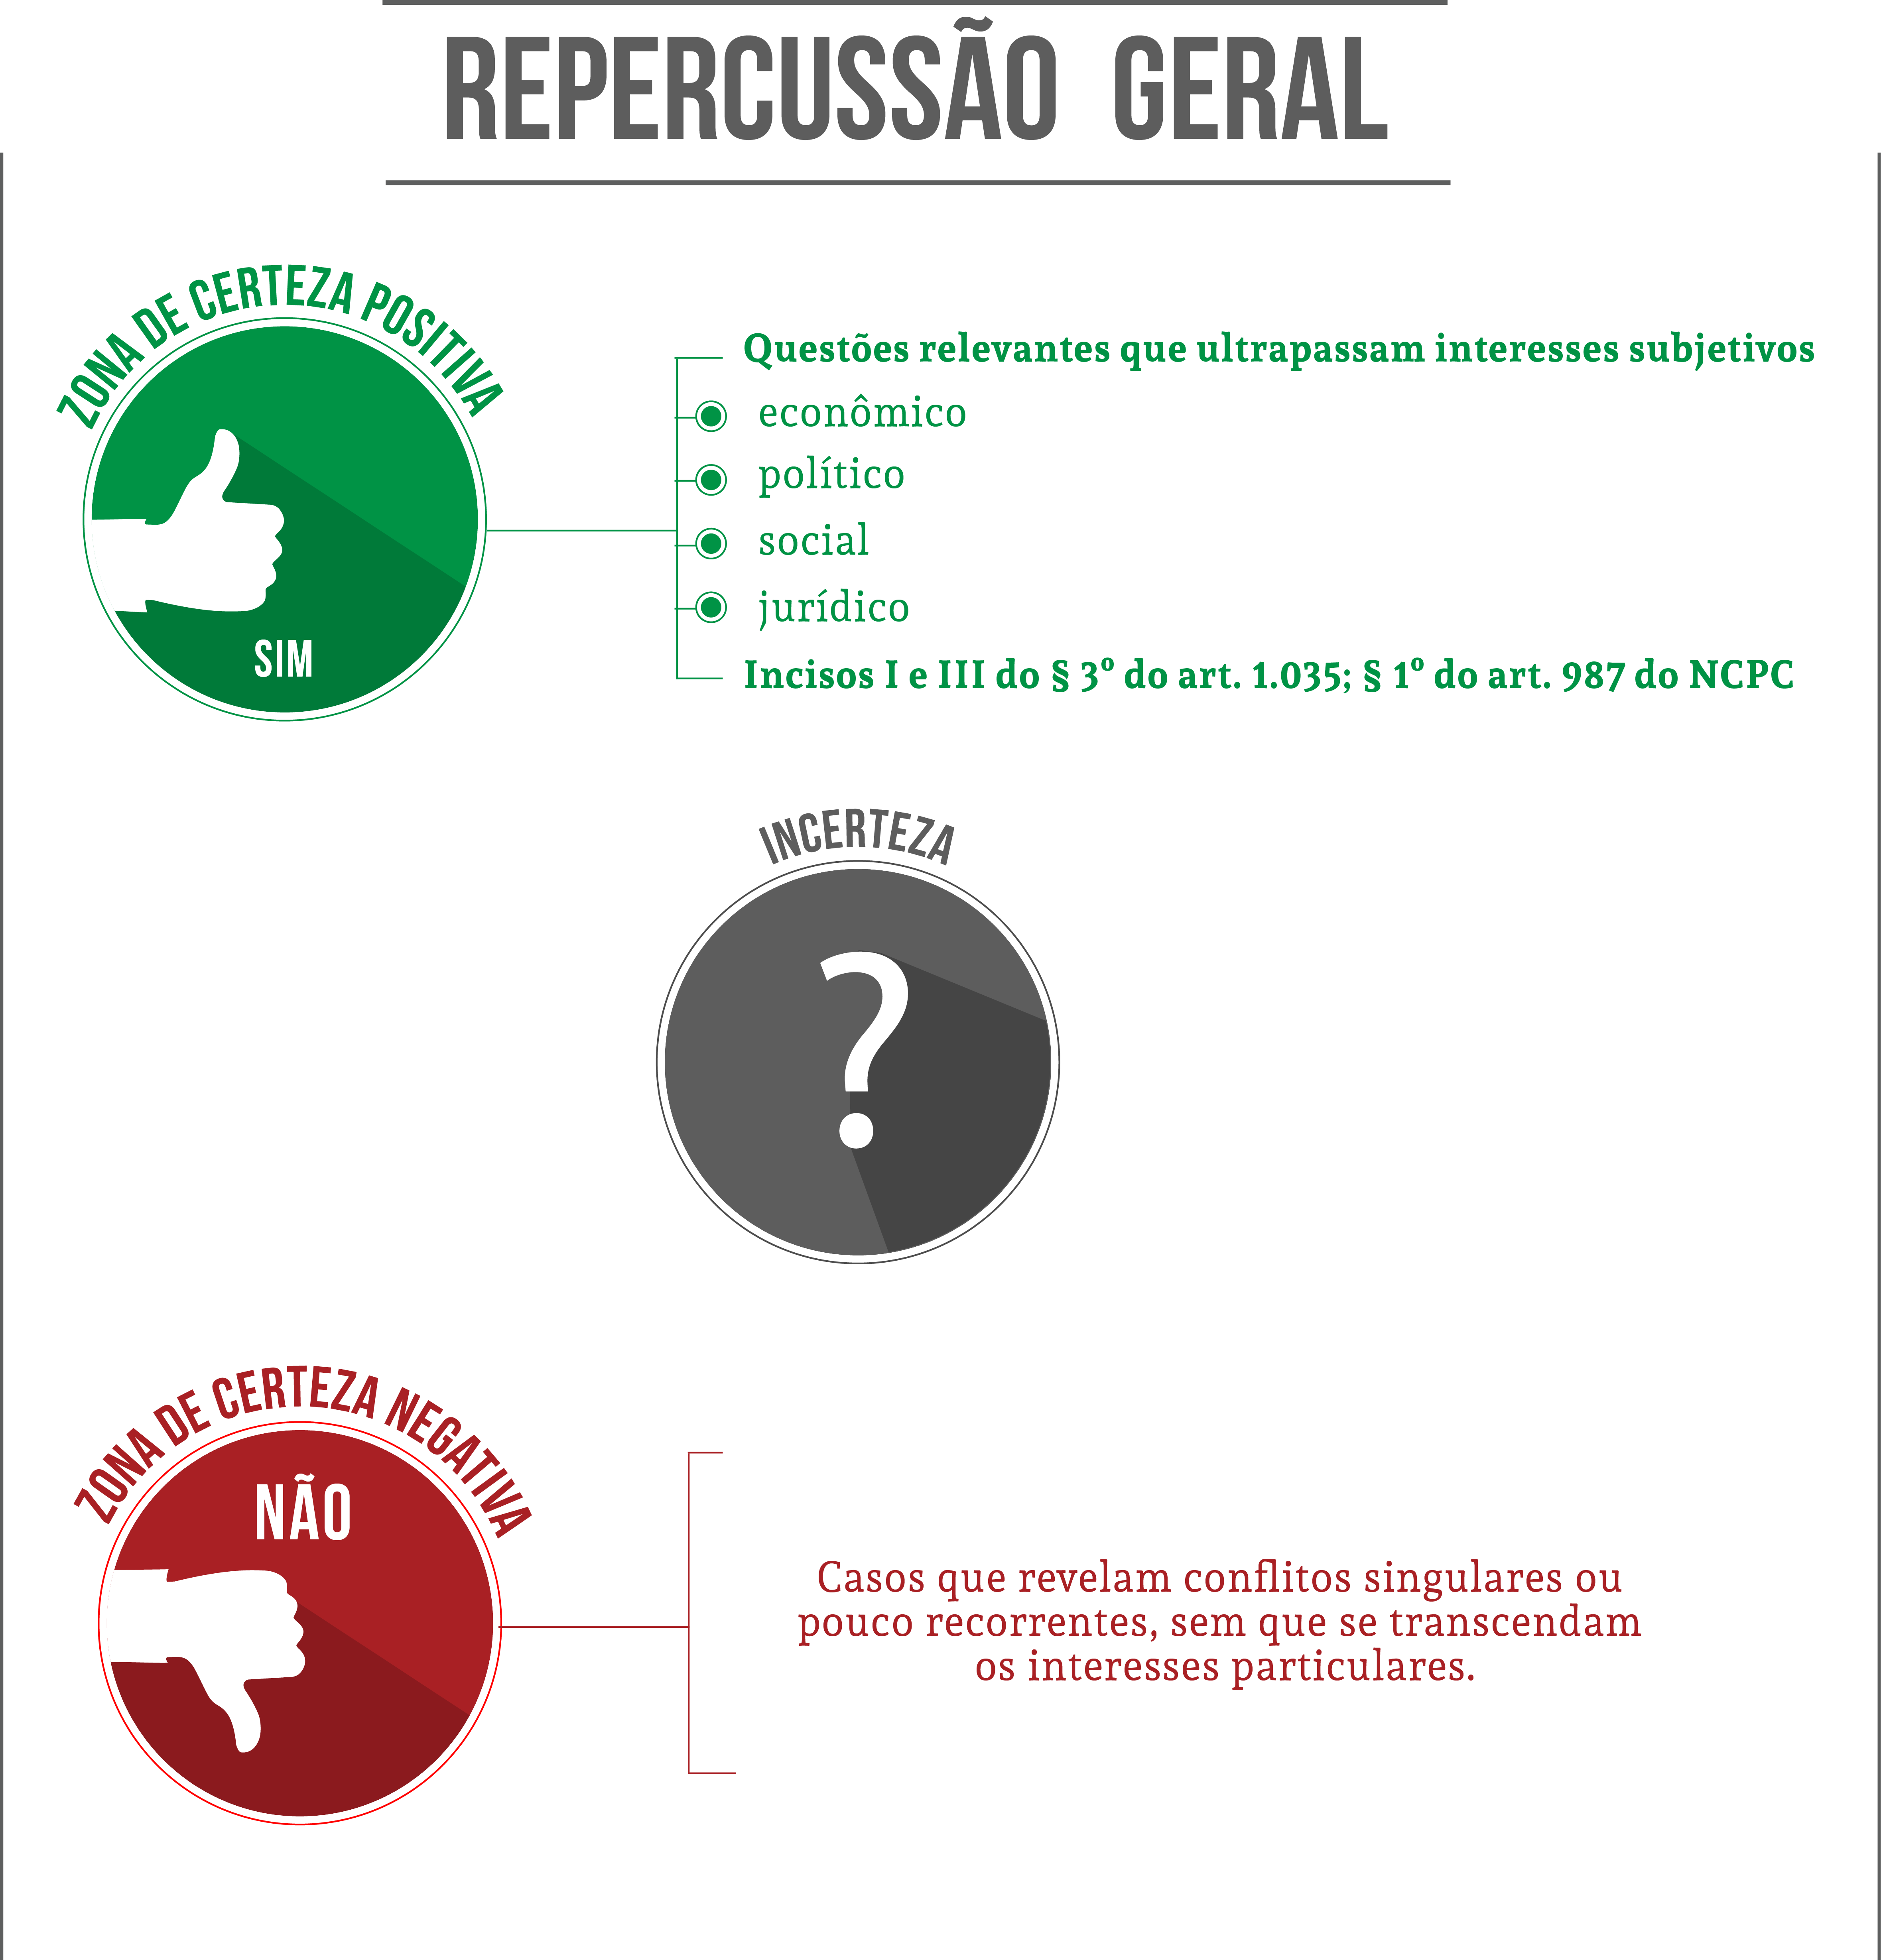 REPERCUSSÃO GERAL
ZONA DE CERTEZA POSITIVA
SIM
Questões relevantes que ultrapassam interesses subjetivos
econômico
político
social
jurídico
Incisos I e III do § 3º do art. 1.035; § 1º do art. 987 do NCPC
INCERTEZA
?
ZONA DE CERTEZA NEGATIVA
NÃO
Casos que revelam conflitos singulares ou
pouco recorrentes, sem que se transcendam
os interesses particulares.